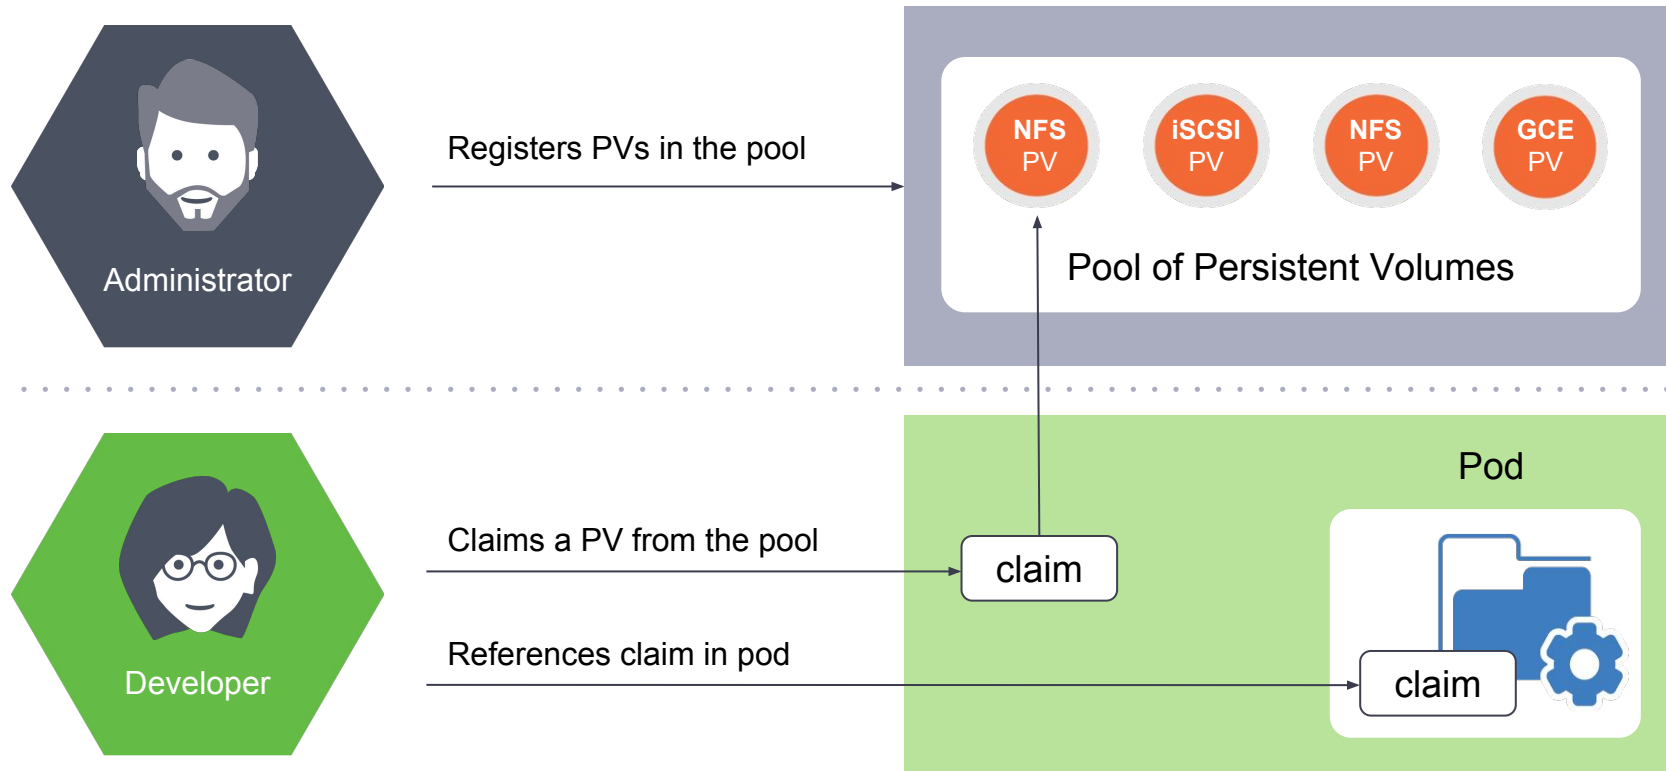 Administrator
Registers PVs in the pool
NFS
PV
iSCSI
PV
NFS
PV
GCE
PV
Pool of Persistent Volumes
Developer
Claims a PV from the pool
References claim in pod
claim
Pod
claim